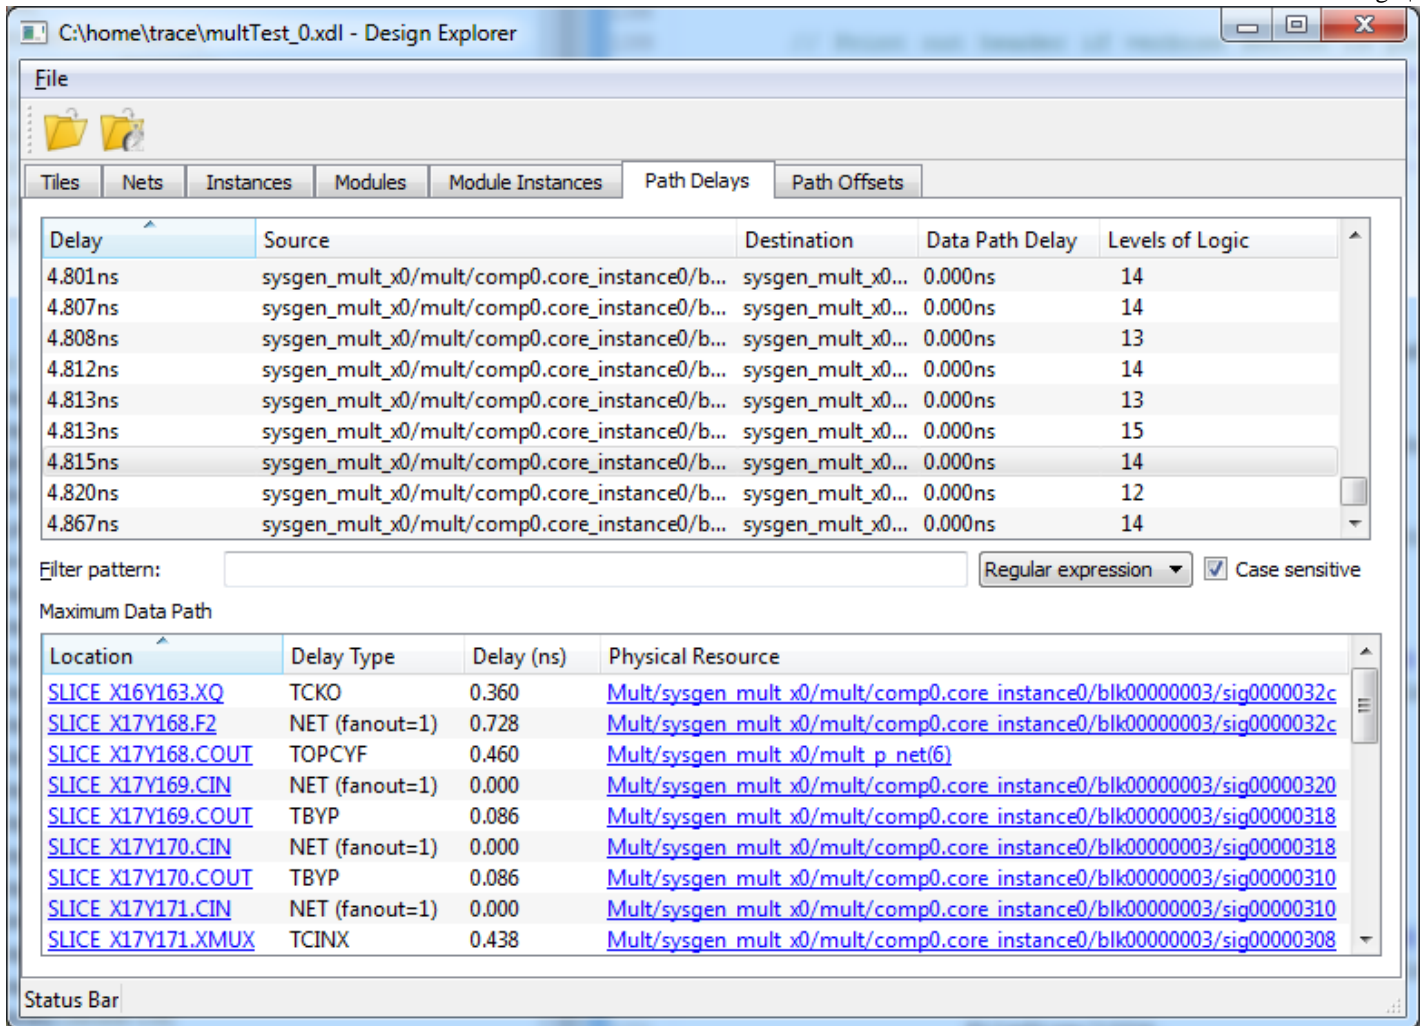 C:\home\trace\multTest_0.xdl - Design Explorer
File
Tiles Nets Instances Modules Module Instances Path Delays Path Offsets
Delay Source Destination Data Path Delay Levels of Logic
4.801ns sysgen_mult_x0/mult/comp0.core_instance0/b... sysgen_mult_x0... 0.000ns 14
4.807ns sysgen_mult_x0/mult/comp0.core_instance0/b... sysgen_mult_x0... 0.000ns 14
4.808ns sysgen_mult_x0/mult/comp0.core_instance0/b... sysgen_mult_x0... 0.000ns 13
4.812ns sysgen_mult_x0/mult/comp0.core_instance0/b... sysgen_mult_x0... 0.000ns 14
4.813ns sysgen_mult_x0/mult/comp0.core_instance0/b... sysgen_mult_x0... 0.000ns 13
4.813ns sysgen_mult_x0/mult/comp0.core_instance0/b... sysgen_mult_x0... 0.000ns 15
4.815ns sysgen_mult_x0/mult/comp0.core_instance0/b... sysgen_mult_x0... 0.000ns 14
4.820ns sysgen_mult_x0/mult/comp0.core_instance0/b... sysgen_mult_x0... 0.000ns 12
4.867ns sysgen_mult_x0/mult/comp0.core_instance0/b... sysgen_mult_x0... 0.000ns 14
Filter pattern: Regular expression Case sensitive
Maximum Data Path
Location Delay Type Delay (ns) Physical Resource
SLICE_X16Y163.XQ TCKO 0.360 Mult/sysgen_mult_x0/mult/comp0.core_instance0/blk00000003/sig0000032c
SLICE_X17Y168.F2 NET (fanout=1) 0.728 Mult/sysgen_mult_x0/mult/comp0.core_instance0/blk00000003/sig0000032c
SLICE_X17Y168.COUT TOPCYF 0.460 Mult/sysgen_mult_x0/mult_p_net(6)
SLICE_X17Y169.CIN NET (fanout=1) 0.000 Mult/sysgen_mult_x0/mult/comp0.core_instance0/blk00000003/sig00000320
SLICE_X17Y169.COUT TBYP 0.086 Mult/sysgen_mult_x0/mult/comp0.core_instance0/blk00000003/sig00000318
SLICE_X17Y170.CIN NET (fanout=1) 0.000 Mult/sysgen_mult_x0/mult/comp0.core_instance0/blk00000003/sig00000318
SLICE_X17Y170.COUT TBYP 0.086 Mult/sysgen_mult_x0/mult/comp0.core_instance0/blk00000003/sig00000310
SLICE_X17Y171.CIN NET (fanout=1) 0.000 Mult/sysgen_mult_x0/mult/comp0.core_instance0/blk00000003/sig00000310
SLICE_X17Y171.XMUX TCINX 0.438 Mult/sysgen_mult_x0/mult/comp0.core_instance0/blk00000003/sig00000308
Status Bar